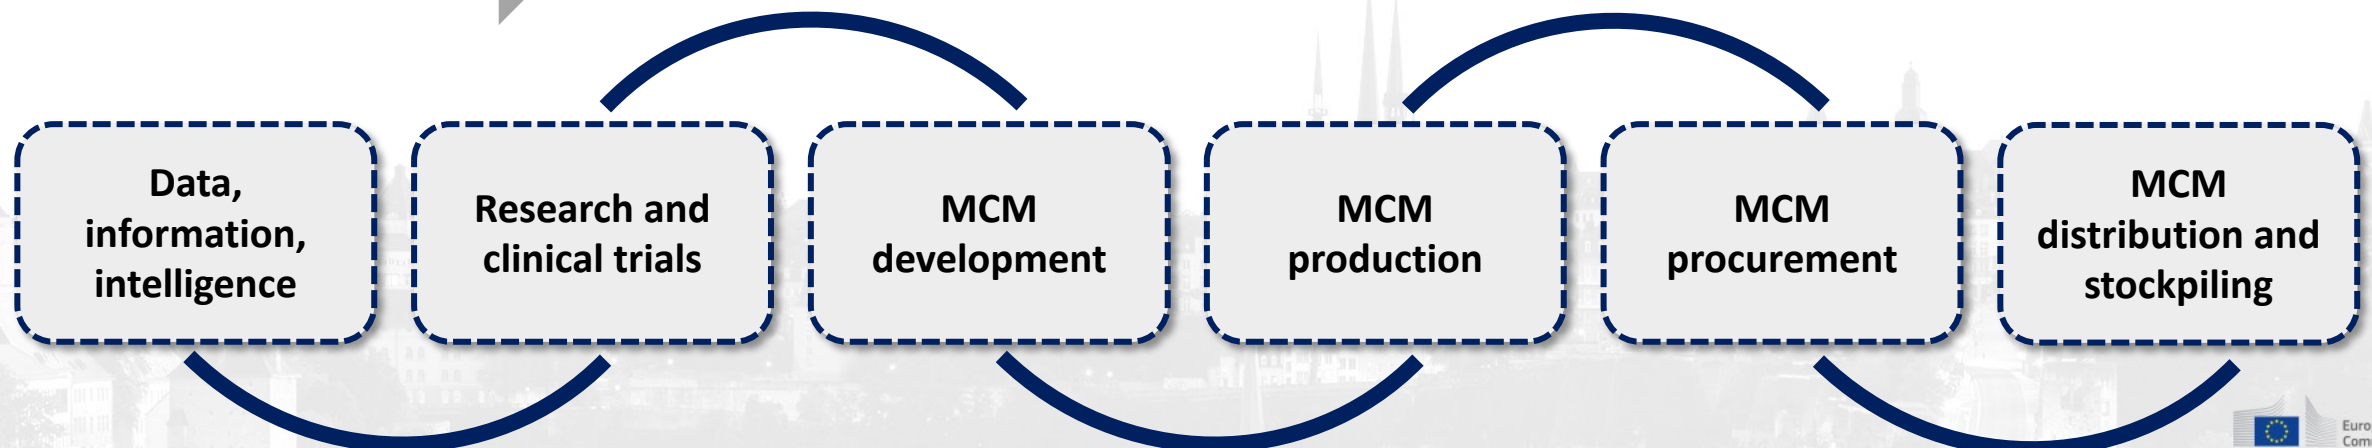 Data,
information,
intelligence
Research and
clinical trials
MCM
development
MCM
production
MCM
procurement
MCM
distribution and
stockpiling